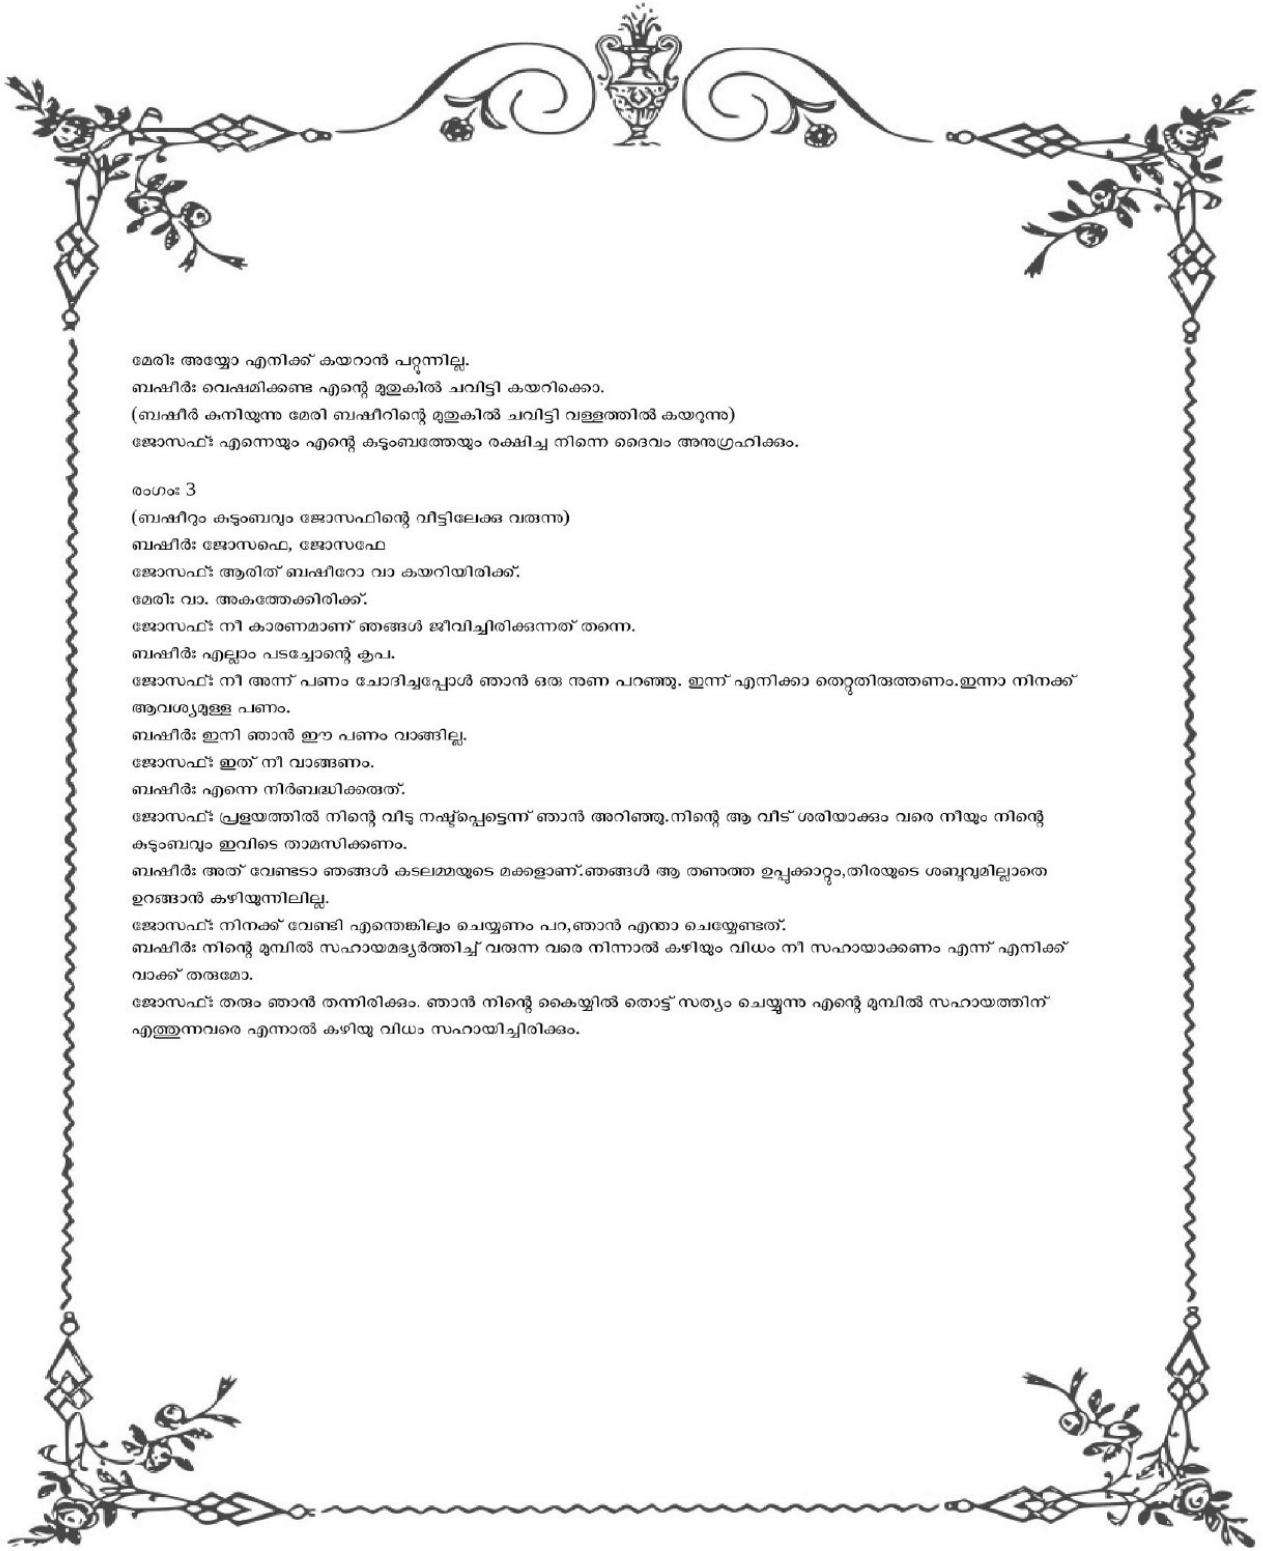 മേരിഃ അയ്യോ എനിക്ക് കയറാൻ പറ്റുന്നില്ല.
ബഷീർഃ വെഷമിക്കണ്ട എന്റെ മുതുകിൽ ചവിട്ടി കയറിക്കൊ.
(ബഷീർ കുനിയുന്നു മേരി ബഷീറിന്റെ മുതുകിൽ ചവിട്ടി വള്ളത്തിൽ കയറുന്നു)
ജോസഫ്ഃ എന്നെയും എന്റെ കുടുംബത്തേയും രക്ഷിച്ച നിന്നെ ദൈവം അനുഗ്രഹിക്കും.
രംഗംഃ 3
(ബഷീറും കുടുംബവും ജോസഫിന്റെ വീട്ടിലേക്കു വരുന്നു)
ബഷീർഃ ജോസഫെ, ജോസഫേ
ജോസഫ്ഃ ആരിത് ബഷീറോ വാ കയറിയിരിക്ക്.
മേരിഃ വാ. അകത്തേക്കിരിക്ക്.
ജോസഫ്ഃ നീ കാരണമാണ് ഞങ്ങൾ ജീവിച്ചിരിക്കുന്നത് തന്നെ.
ബഷീർഃ എല്ലാം പടച്ചോന്റെ കൃപ.
ജോസഫ്ഃ നീ അന്ന് പണം ചോദിച്ചപ്പോൾ ഞാൻ ഒരു നുണ പറഞ്ഞു. ഇന്ന് എനിക്കാ തെറ്റുതിരുത്തണം.ഇന്നാ നിനക്ക്
ആവശ്യമുള്ള പണം.
ബഷീർഃ ഇനി ഞാൻ ഈ പണം വാങ്ങില്ല.
ജോസഫ്ഃ ഇത് നീ വാങ്ങണം.
ബഷീർഃ എന്നെ നിർബദ്ധിക്കരുത്.
ജോസഫ്ഃ പ്രളയത്തിൽ നിന്റെ വീടു നഷ്ട്പ്പെട്ടെന്ന് ഞാൻ അറിഞ്ഞു.നിന്റെ ആ വീട് ശരിയാക്കും വരെ നീയും നിന്റെ
കുടുംബവും ഇവിടെ താമസിക്കണം.
ബഷീർഃ അത് വേണ്ടടാ ഞങ്ങൾ കടലമ്മയുടെ മക്കളാണ്.ഞങ്ങൾ ആ തണുത്ത ഉപ്പുക്കാറ്റും,തിരയുടെ ശബ്ദവുമില്ലാതെ
ഉറങ്ങാൻ കഴിയുന്നിലില്ല.
ജോസഫ്ഃ നിനക്ക് വേണ്ടി എന്തെങ്കിലും ചെയ്യണം പറ,ഞാൻ എന്താ ചെയ്യേണ്ടത്.
ബഷീർഃ നിന്റെ മുമ്പിൽ സഹായമഭ്യർത്തിച്ച് വരുന്ന വരെ നിന്നാൽ കഴിയും വിധം നീ സഹായാക്കണം എന്ന് എനിക്ക്
വാക്ക് തരുമോ.
ജോസഫ്ഃ തരും ഞാൻ തന്നിരിക്കും. ഞാൻ നിന്റെ കൈയ്യിൽ തൊട്ട് സത്യം ചെയ്യുന്നു എന്റെ മുമ്പിൽ സഹായത്തിന്
എത്തുന്നവരെ എന്നാൽ കഴിയു വിധം സഹായിച്ചിരിക്കും.